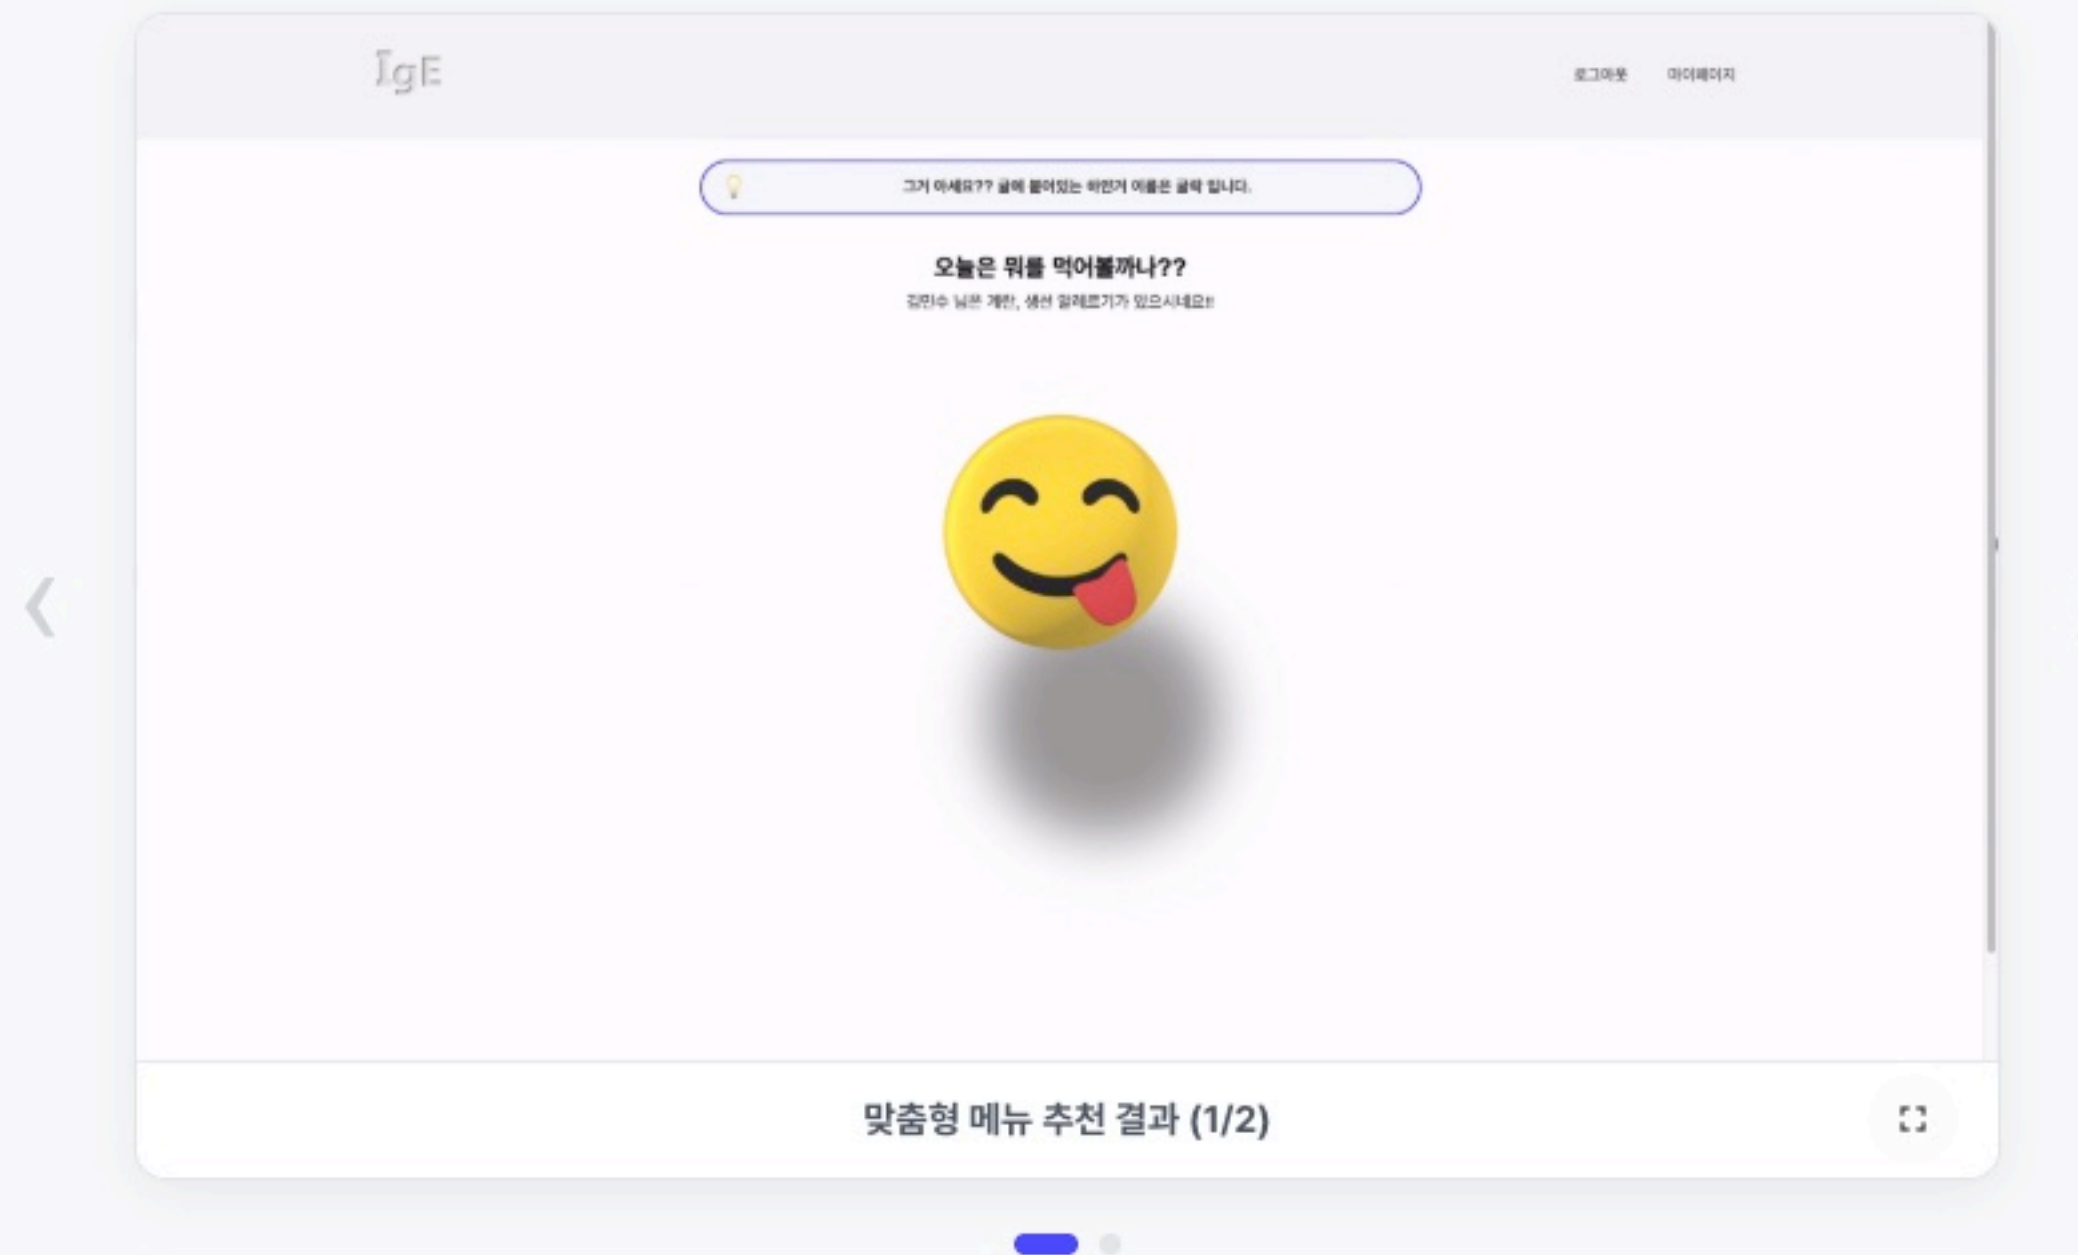 IgE
로그아웃 마이페이지
그거 아세요?? 귤에 붙어있는 하얀거 이름은 귤락 입니다.
오늘은 뭐를 먹어볼까나??
김민수 님은 계란, 생선 알레르기가 있으시네요!!
맞춤형 메뉴 추천 결과 (1/2)